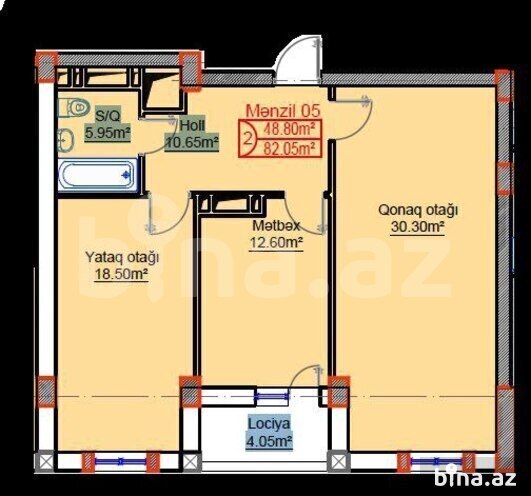 Mənzil 05
2
48.80m²
82.05m²
S/Q
5.95m²
Holl
10.65m²
Qonaq otağı
30.30m²
Mətbəx
12.60m²
Yataq otağı
18.50m²
Lociya
4.05m²
bina.az
bina.az